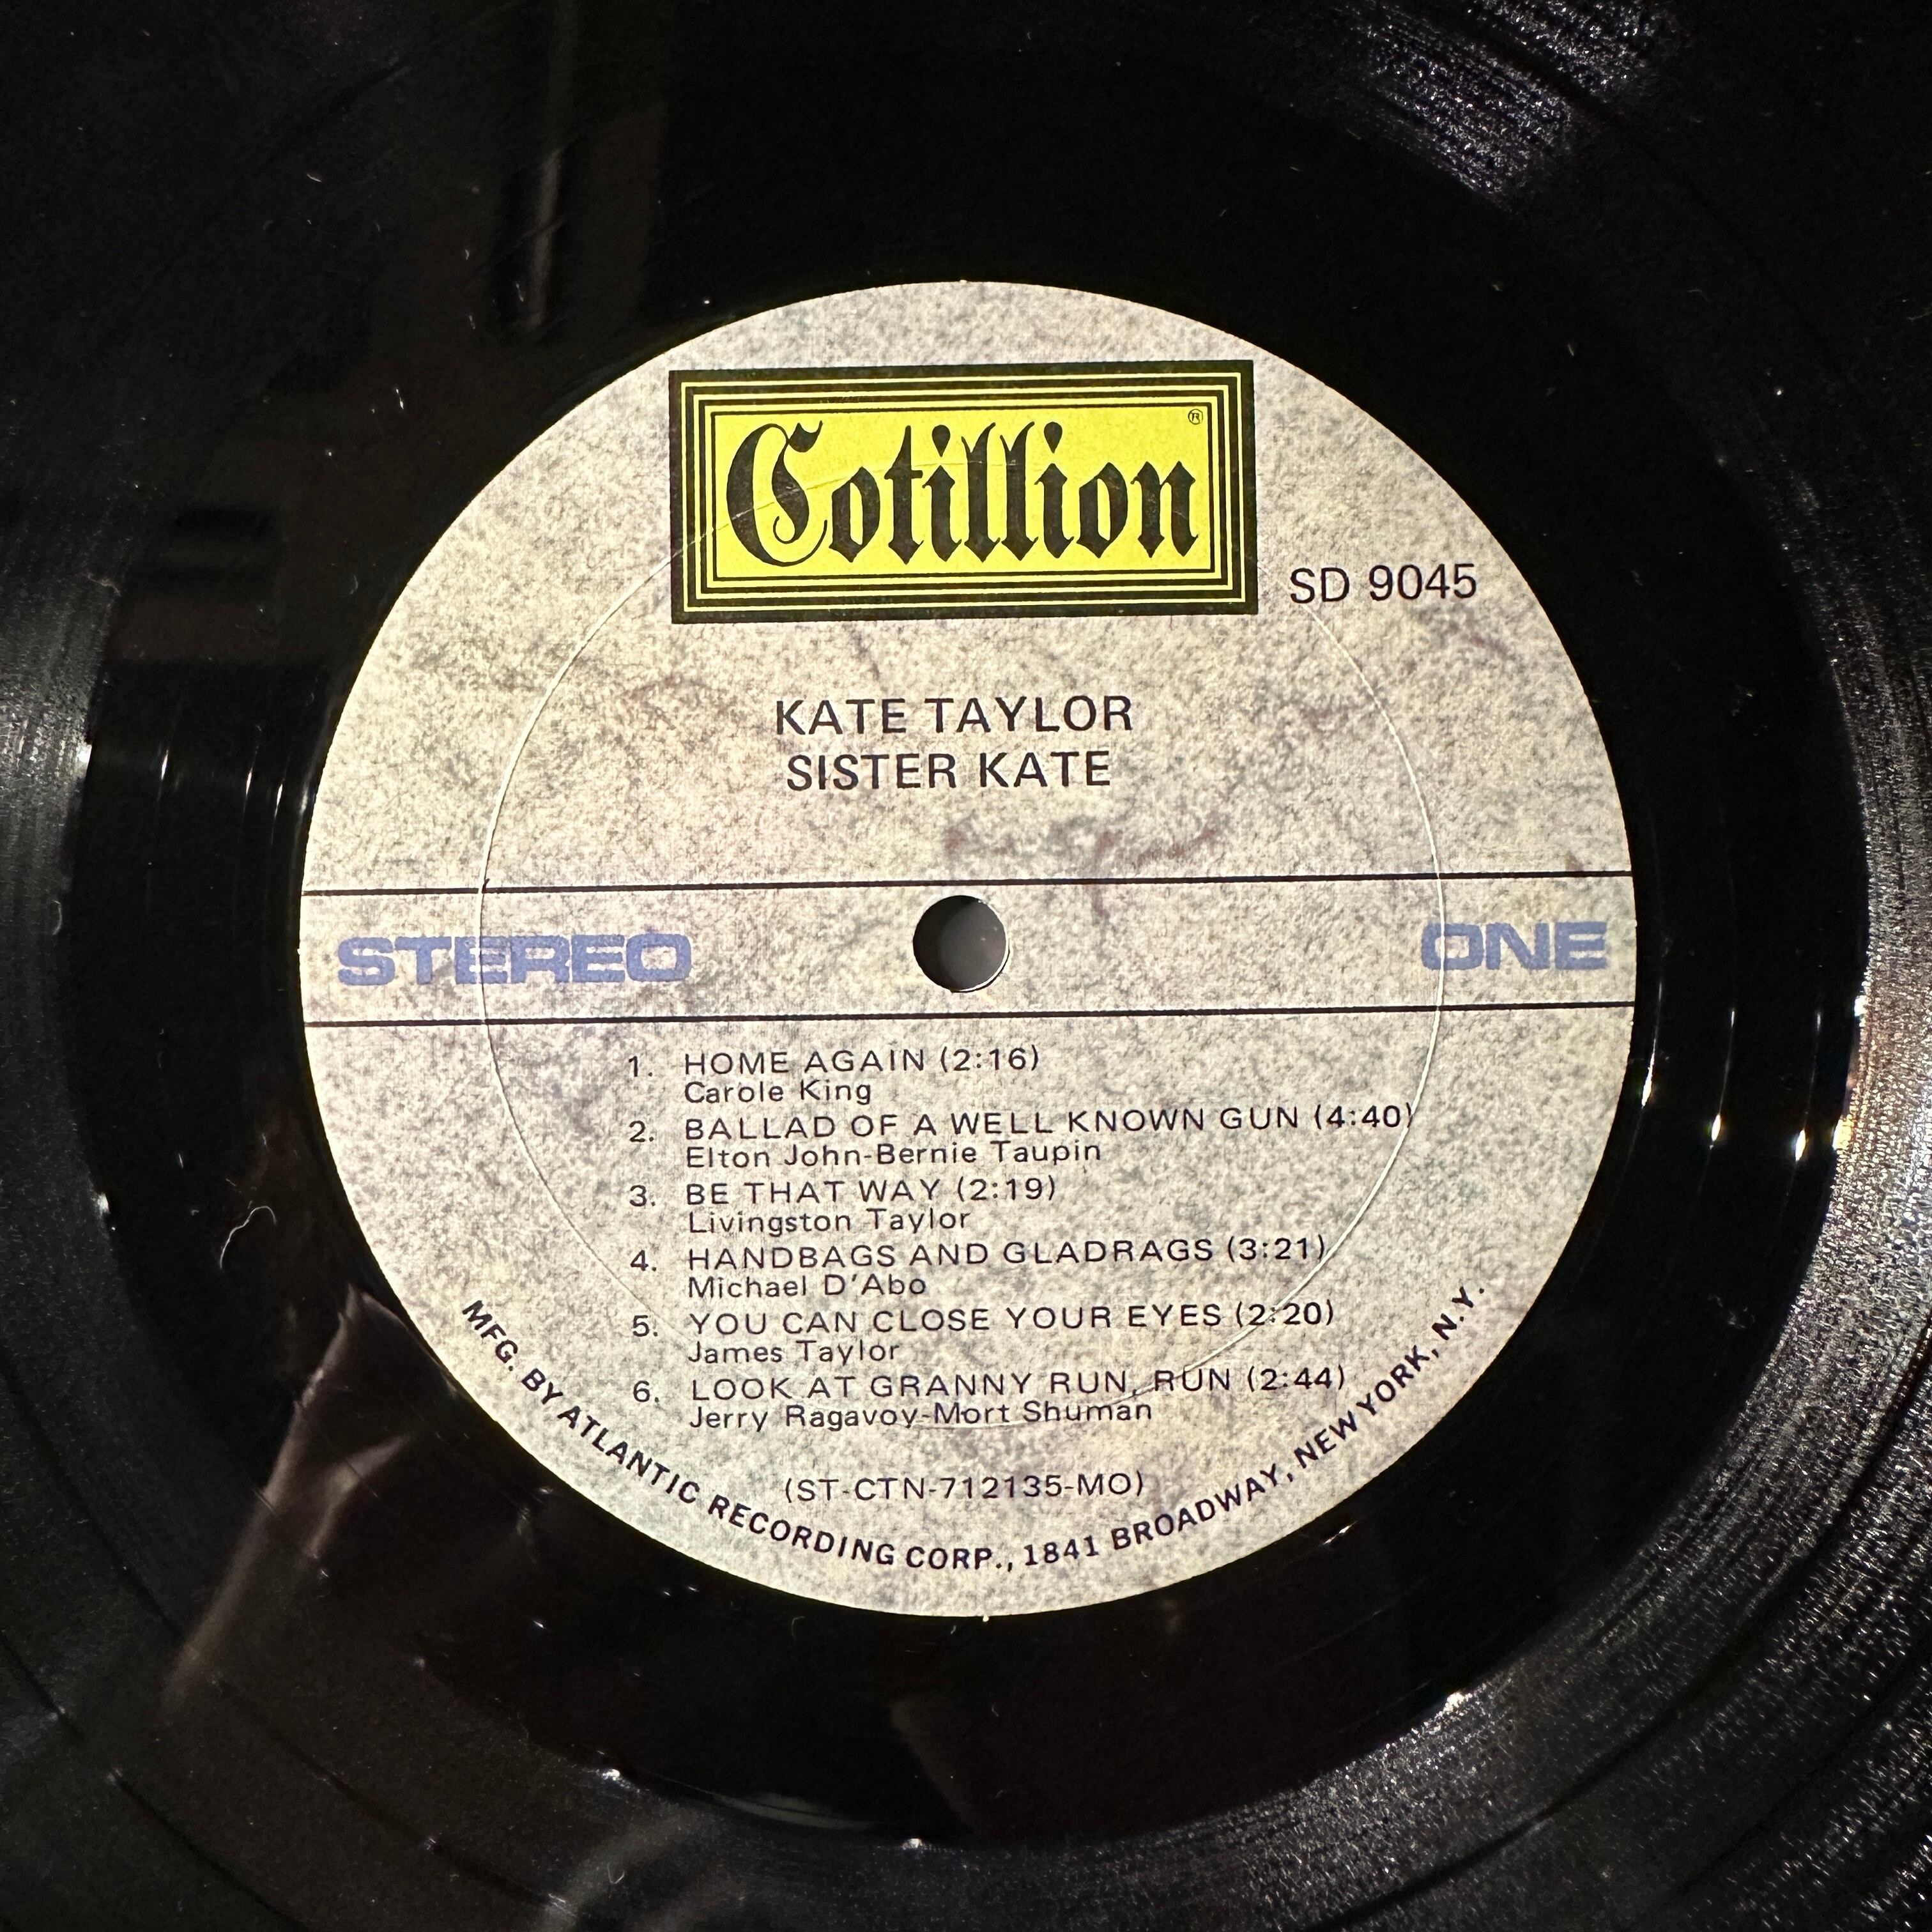 Cotillion ®
SD 9045
KATE TAYLOR
SISTER KATE
STEREO
ONE
1. HOME AGAIN (2:16)
Carole King
2. BALLAD OF A WELL KNOWN GUN (4:40)
Elton John-Bernie Taupin
3. BE THAT WAY (2:19)
Livingston Taylor
4. HANDBAGS AND GLADRAGS (3:21)
Michael D'Abo
5. YOU CAN CLOSE YOUR EYES (2:20)
James Taylor
6. LOOK AT GRANNY RUN, RUN (2:44)
Jerry Ragavoy-Mort Shuman
(ST-CTN-712135-MO)
MFG. BY ATLANTIC RECORDING CORP., 1841 BROADWAY, NEW YORK, N.Y.